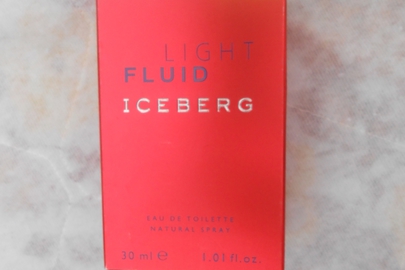 LIGHT
FLUID
ICEBERG
EAU DE TOILETTE
NATURAL SPRAY
30 ml ℮ 1.01 fl.oz.